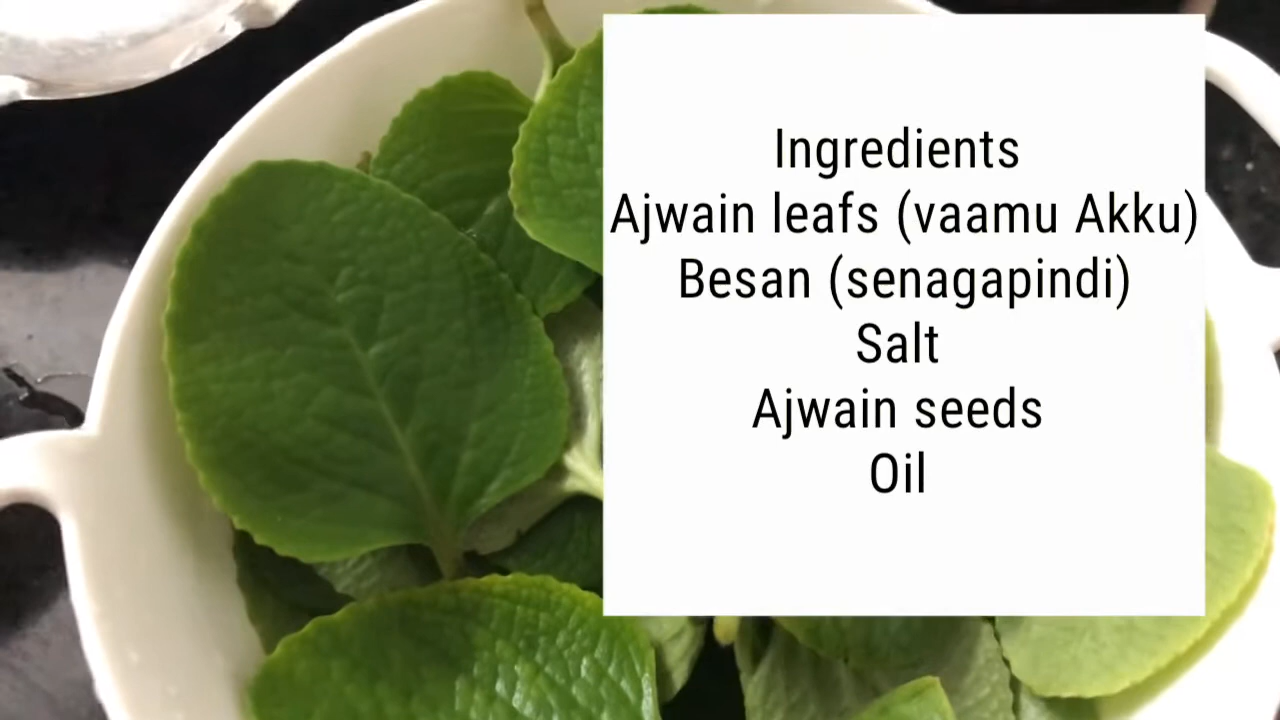 Ingredients
Ajwain leafs (vaamu Akku)
Besan (senagapindi)
Salt
Ajwain seeds
Oil